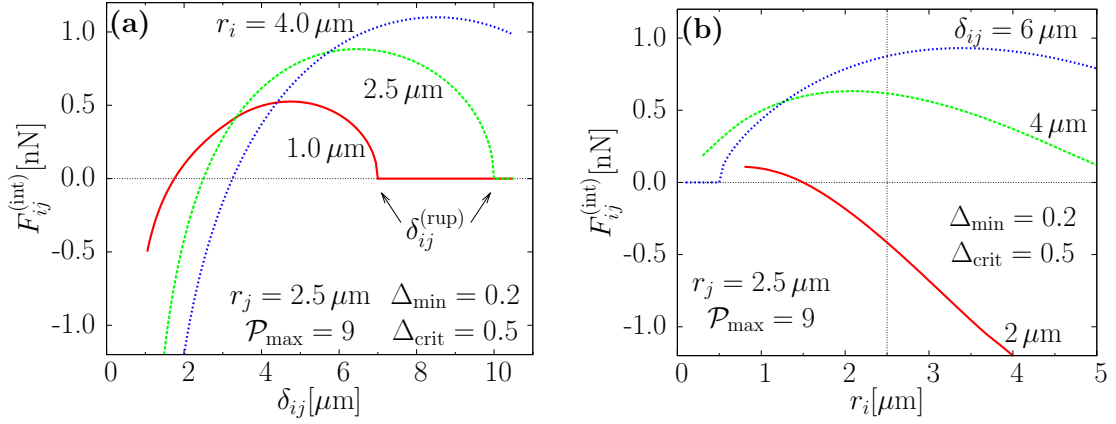 (a)
r_i = 4.0 μm
2.5 μm
1.0 μm
δ_ij^(rup)
r_j = 2.5 μm Δ_min = 0.2
𝒫_max = 9 Δ_crit = 0.5
F_ij^(int) [nN]
1.0
0.5
0.0
-0.5
-1.0
0 2 4 6 8 10
δ_ij[μm]
(b)
δ_ij = 6 μm
4 μm
2 μm
Δ_min = 0.2
Δ_crit = 0.5
r_j = 2.5 μm
𝒫_max = 9
F_ij^(int) [nN]
1.0
0.5
0.0
-0.5
-1.0
0 1 2 3 4 5
r_i[μm]